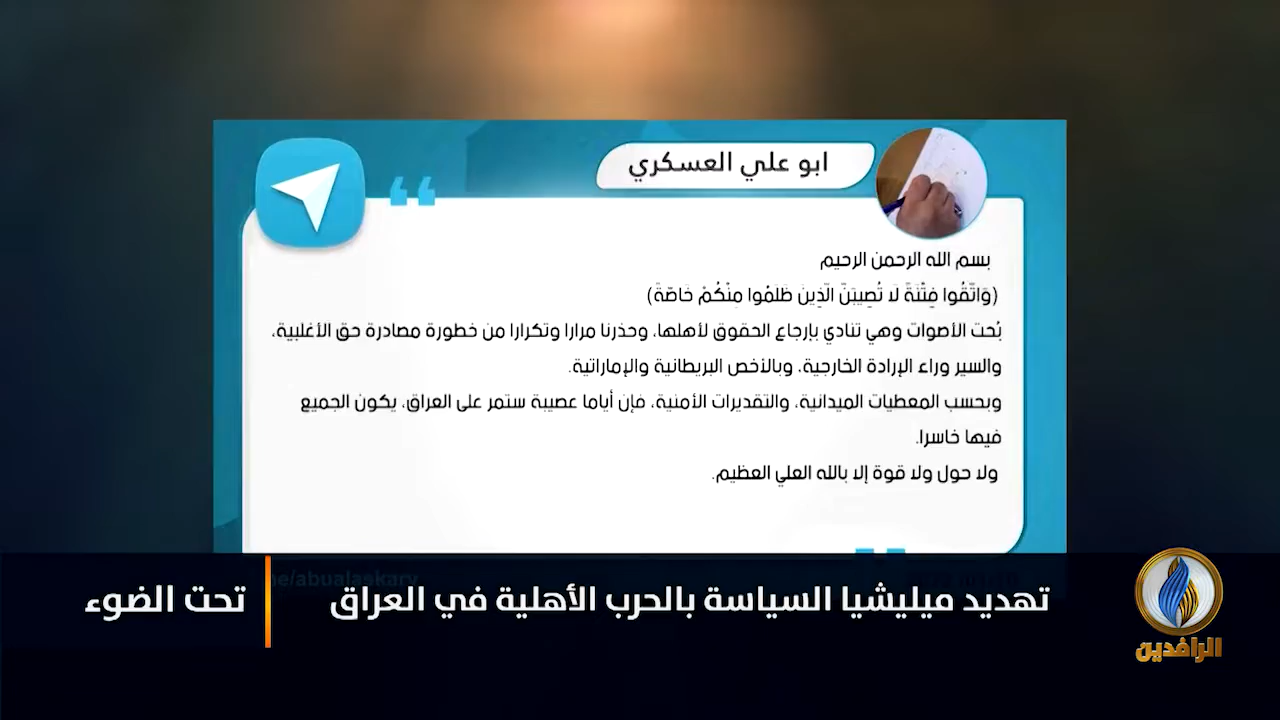 ابو علي العسكري
بسم الله الرحمن الرحيم
(وَاتَّقُوا فِتْنَةً لَا تُصِيبَنَّ الَّذِينَ ظَلَمُوا مِنْكُمْ خَاصَّةً)
بُحت الأصوات وهي تنادي بإرجاع الحقوق لأهلها، وحذرنا مرارا وتكرارا من خطورة مصادرة حق الأغلبية،
والسير وراء الإرادة الخارجية، وبالأخص البريطانية والإماراتية.
وبحسب المعطيات الميدانية، والتقديرات الأمنية، فإن أياما عصيبة ستمر على العراق، يكون الجميع
فيها خاسرا.
ولا حول ولا قوة إلا بالله العلي العظيم.
me/abualaskary
تهديد ميليشيا السياسة بالحرب الأهلية في العراق
تحت الضوء
الرافدين